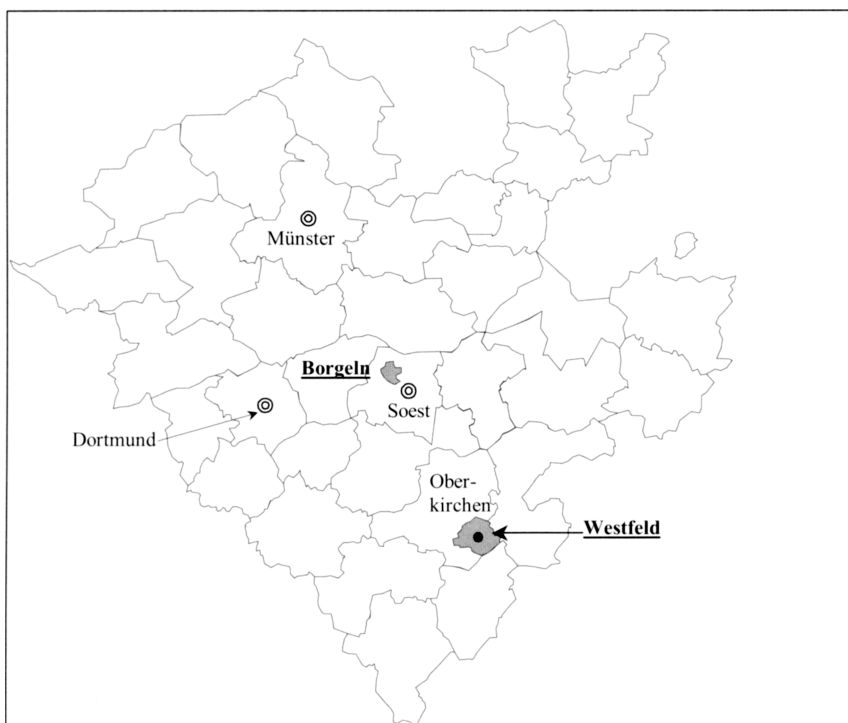 Münster
Borgeln
Soest
Dortmund
Ober-
kirchen
Westfeld